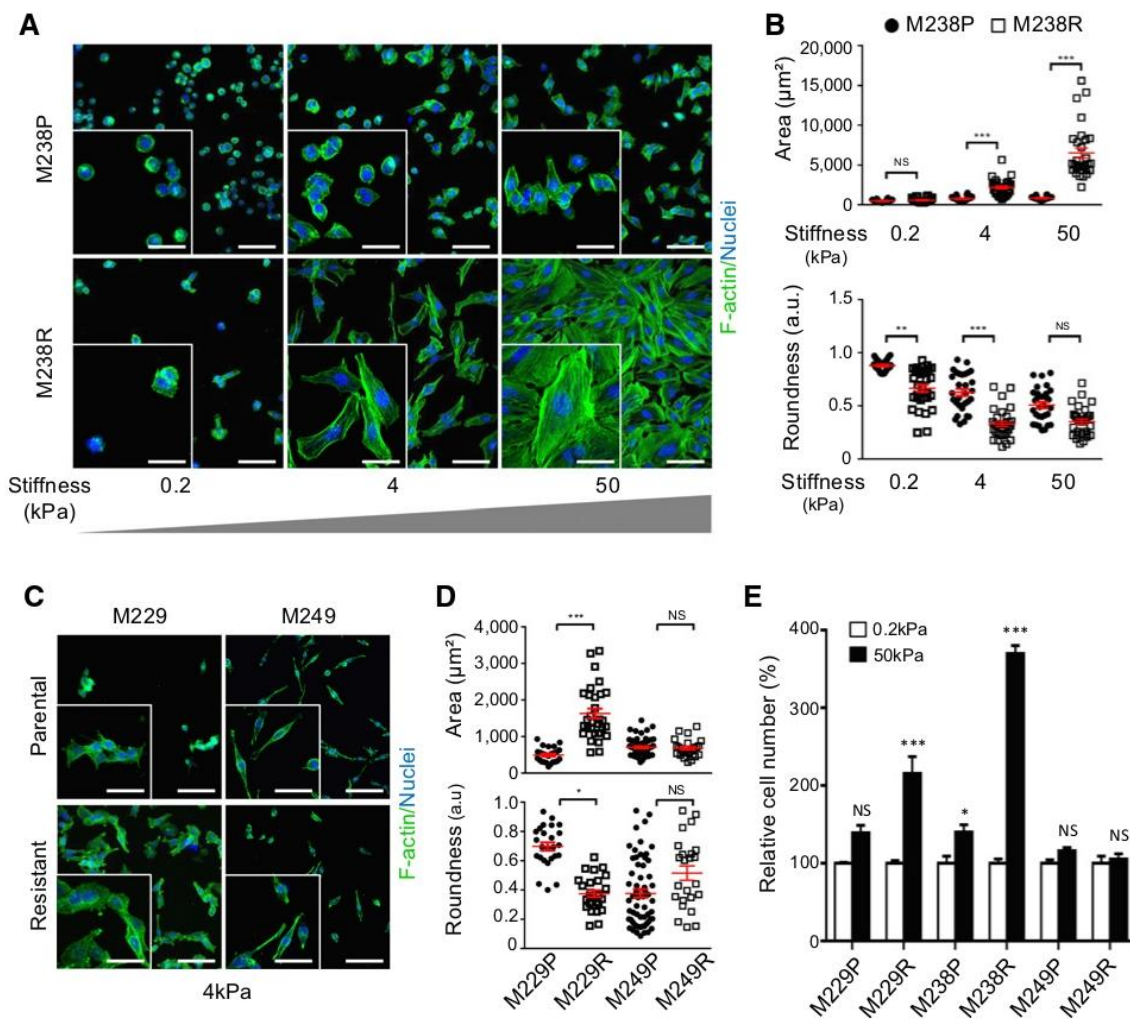 A
M238P
M238R
F-actin/Nuclei
Stiffness
(kPa)
0.2
4
50
B
M238P
M238R
Area (µm²)
20,000
15,000
10,000
5,000
0
NS
***
***
Stiffness
(kPa)
0.2
4
50
Roundness (a.u.)
1.5
1.0
0.5
0
**
***
NS
Stiffness
(kPa)
0.2
4
50
C
M229
M249
Parental
Resistant
F-actin/Nuclei
4kPa
D
Area (µm²)
4,000
3,000
2,000
1,000
0
***
NS
Roundness (a.u)
1.0
0.8
0.6
0.4
0.2
0
*
NS
M229P
M229R
M249P
M249R
E
0.2kPa
50kPa
Relative cell number (%)
400
300
200
100
0
NS
***
*
***
NS
NS
M229P
M229R
M238P
M238R
M249P
M249R